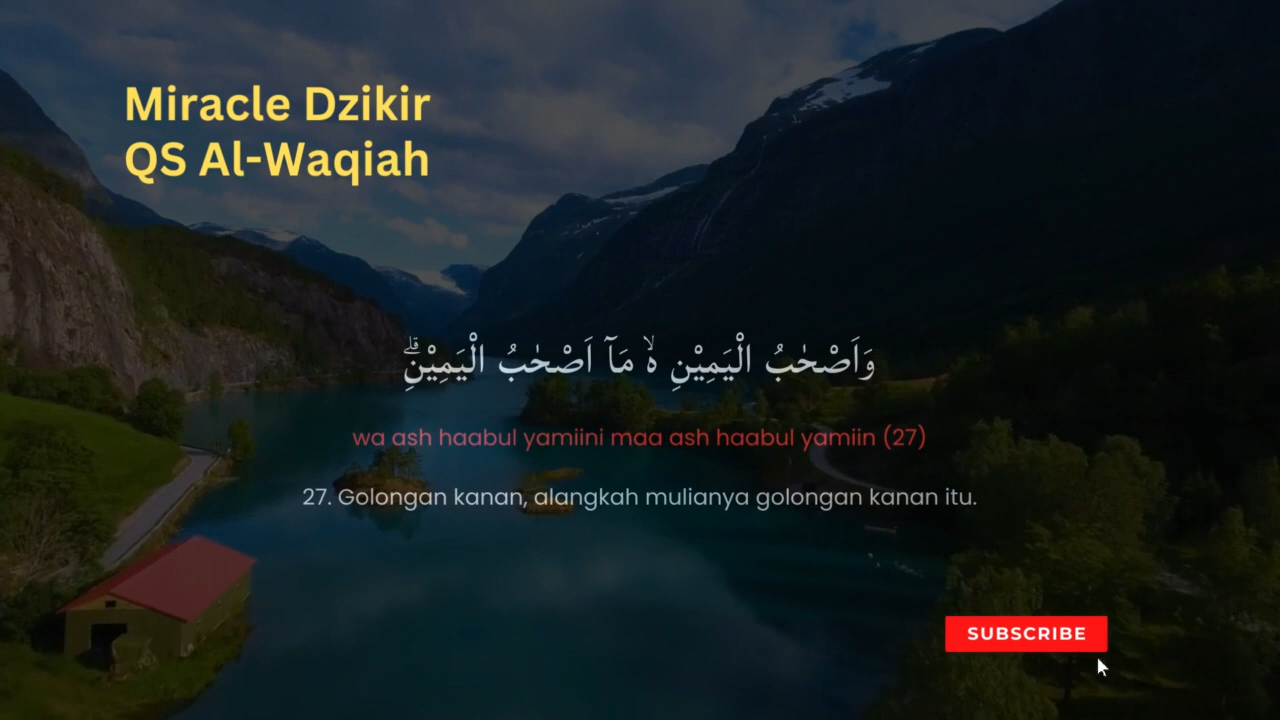 Miracle Dzikir
QS Al-Waqiah
وَاَصْحٰبُ الْيَمِيْنِ ەۙ مَآ اَصْحٰبُ الْيَمِيْنِۗ
wa ash haabul yamiini maa ash haabul yamiin (27)
27. Golongan kanan, alangkah mulianya golongan kanan itu.
SUBSCRIBE